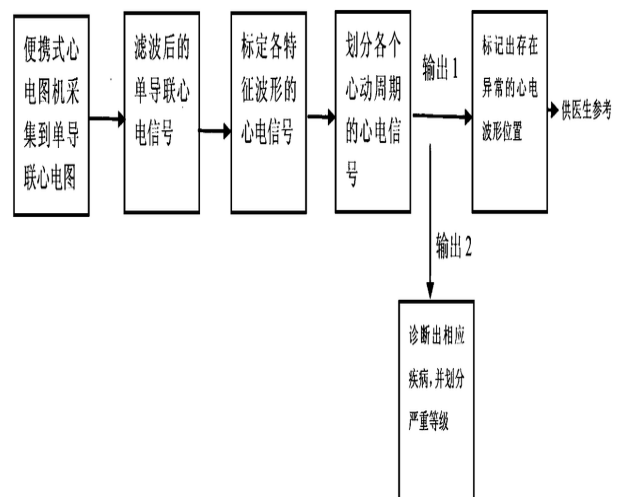 便携式心
电图机采
集到单导
联心电图
滤波后的
单导联心
电信号
标定各特
征波形的
心电信号
划分各个
心动周期
的心电信
号
输出1
标记出存在
异常的心电
波形位置
供医生参考
输出2
诊断出相应
疾病,并划分
严重等级